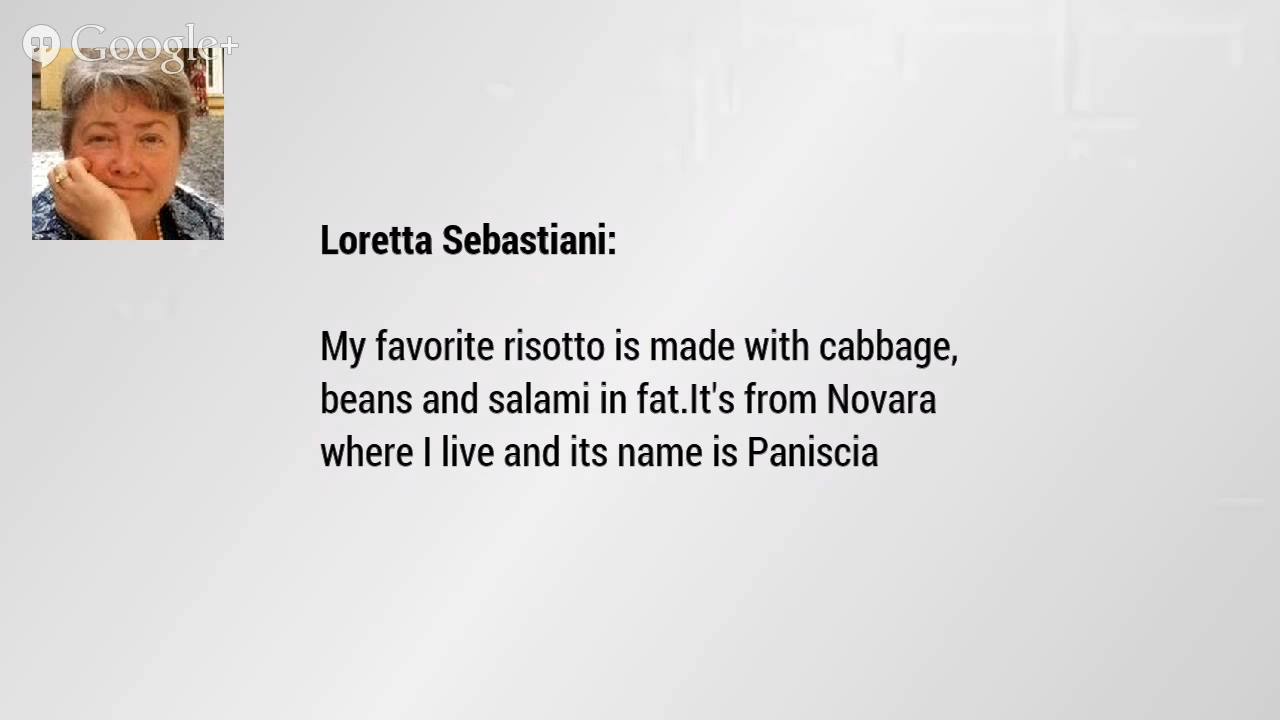 Google+
Loretta Sebastiani:
My favorite risotto is made with cabbage,
beans and salami in fat.It's from Novara
where I live and its name is Paniscia